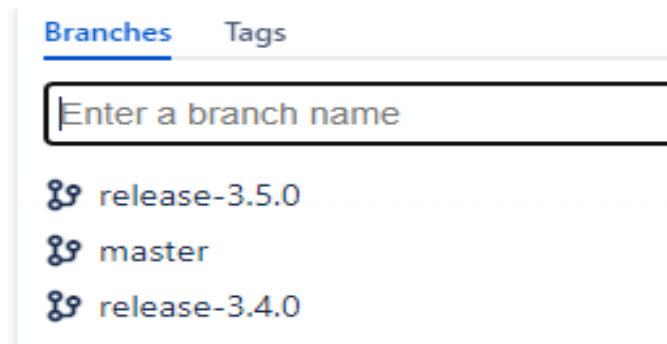 Branches Tags
Enter a branch name
release-3.5.0
master
release-3.4.0